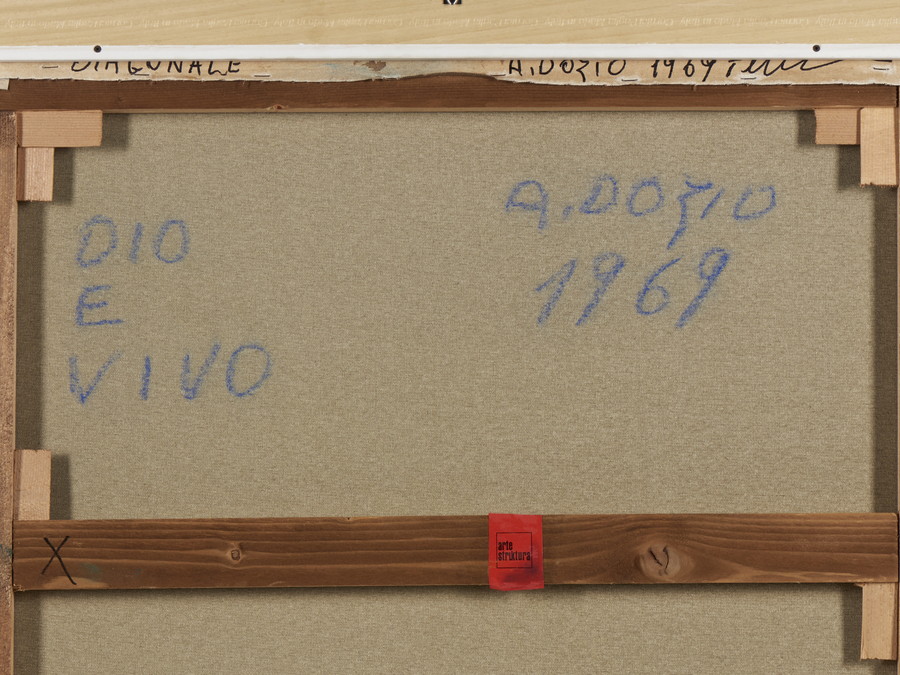 DIAGONALE
A. DOZIO 1969
A. DOZIO
1969
DIO
E
VIVO
X
arte
struktura